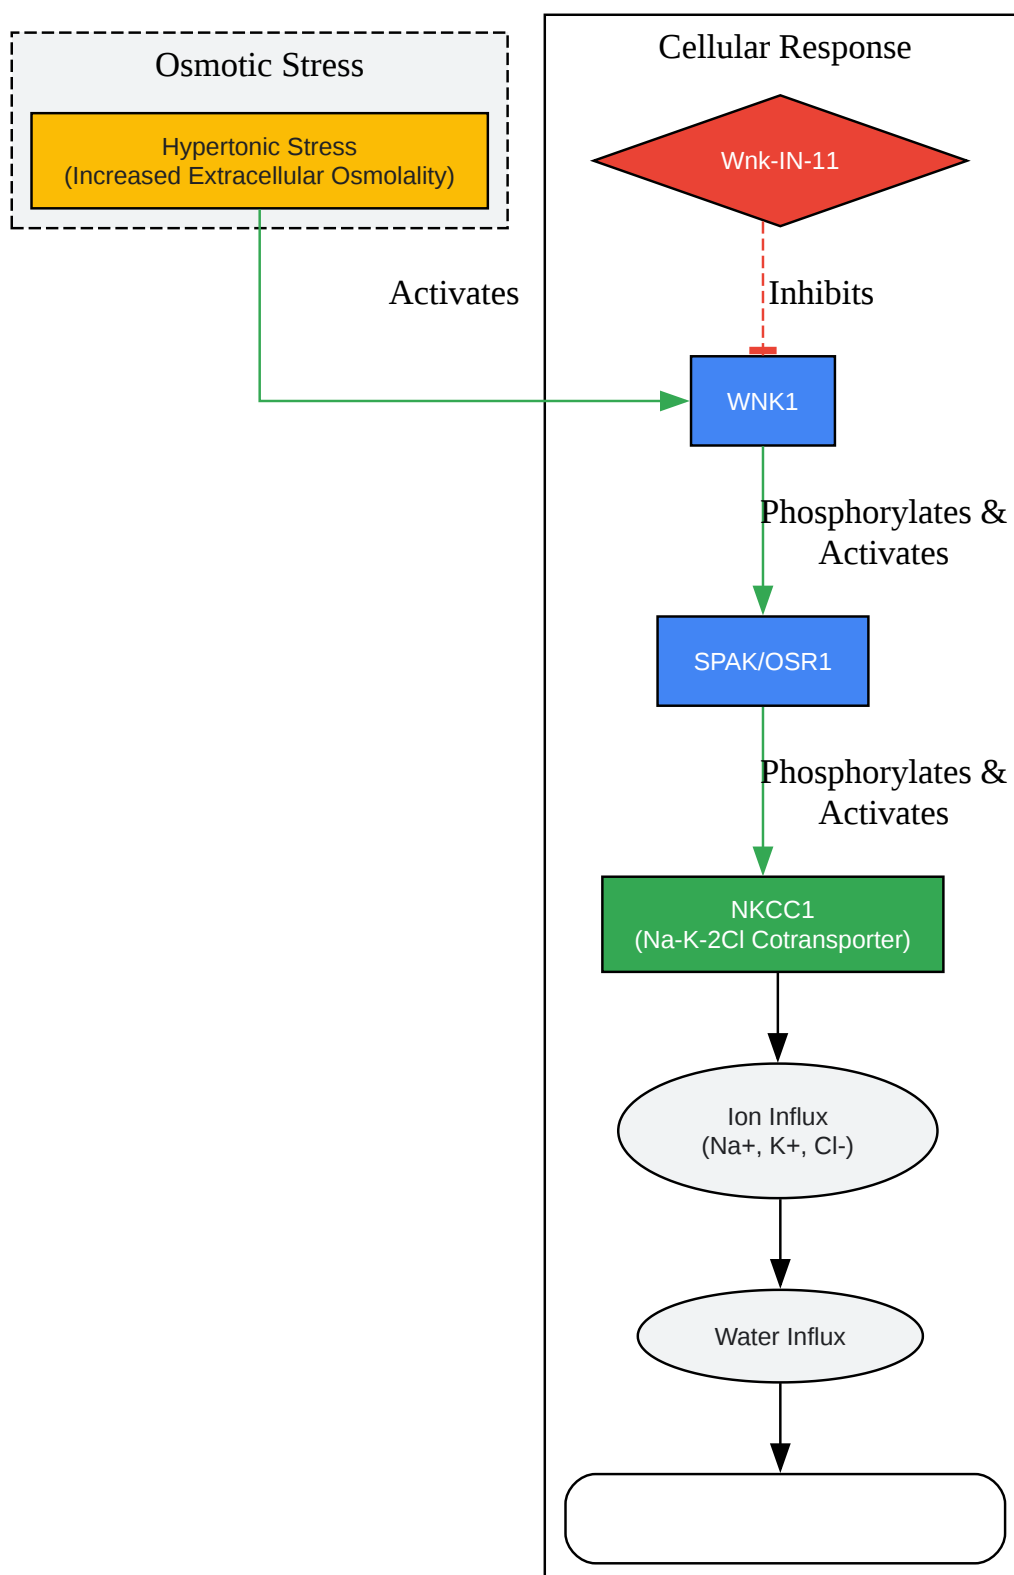 Osmotic Stress
Hypertonic Stress
(Increased Extracellular Osmolality)
Cellular Response
Wnk-IN-11
Activates
Inhibits
WNK1
Phosphorylates &
Activates
SPAK/OSR1
Phosphorylates &
Activates
NKCC1
(Na-K-2Cl Cotransporter)
Ion Influx
(Na+, K+, Cl-)
Water Influx